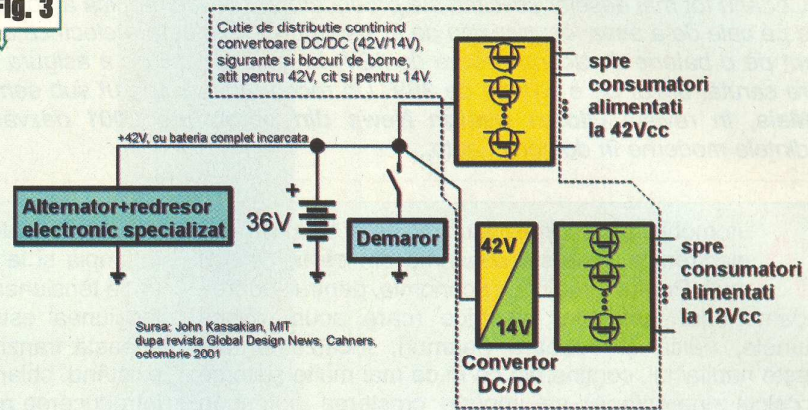 Fig. 3
Cutie de distributie continind
convertoare DC/DC (42V/14V),
sigurante si blocuri de borne,
atit pentru 42V, cit si pentru 14V.
spre
consumatori
alimentati
la 42Vcc
+42V, cu bateria complet incarcata
Alternator+redresor
electronic specializat
36V
+
-
Demaror
42V
14V
Convertor
DC/DC
spre
consumatori
alimentati
la 12Vcc
Sursa: John Kassakian, MIT
dupa revista Global Design News, Cahners,
octombrie 2001